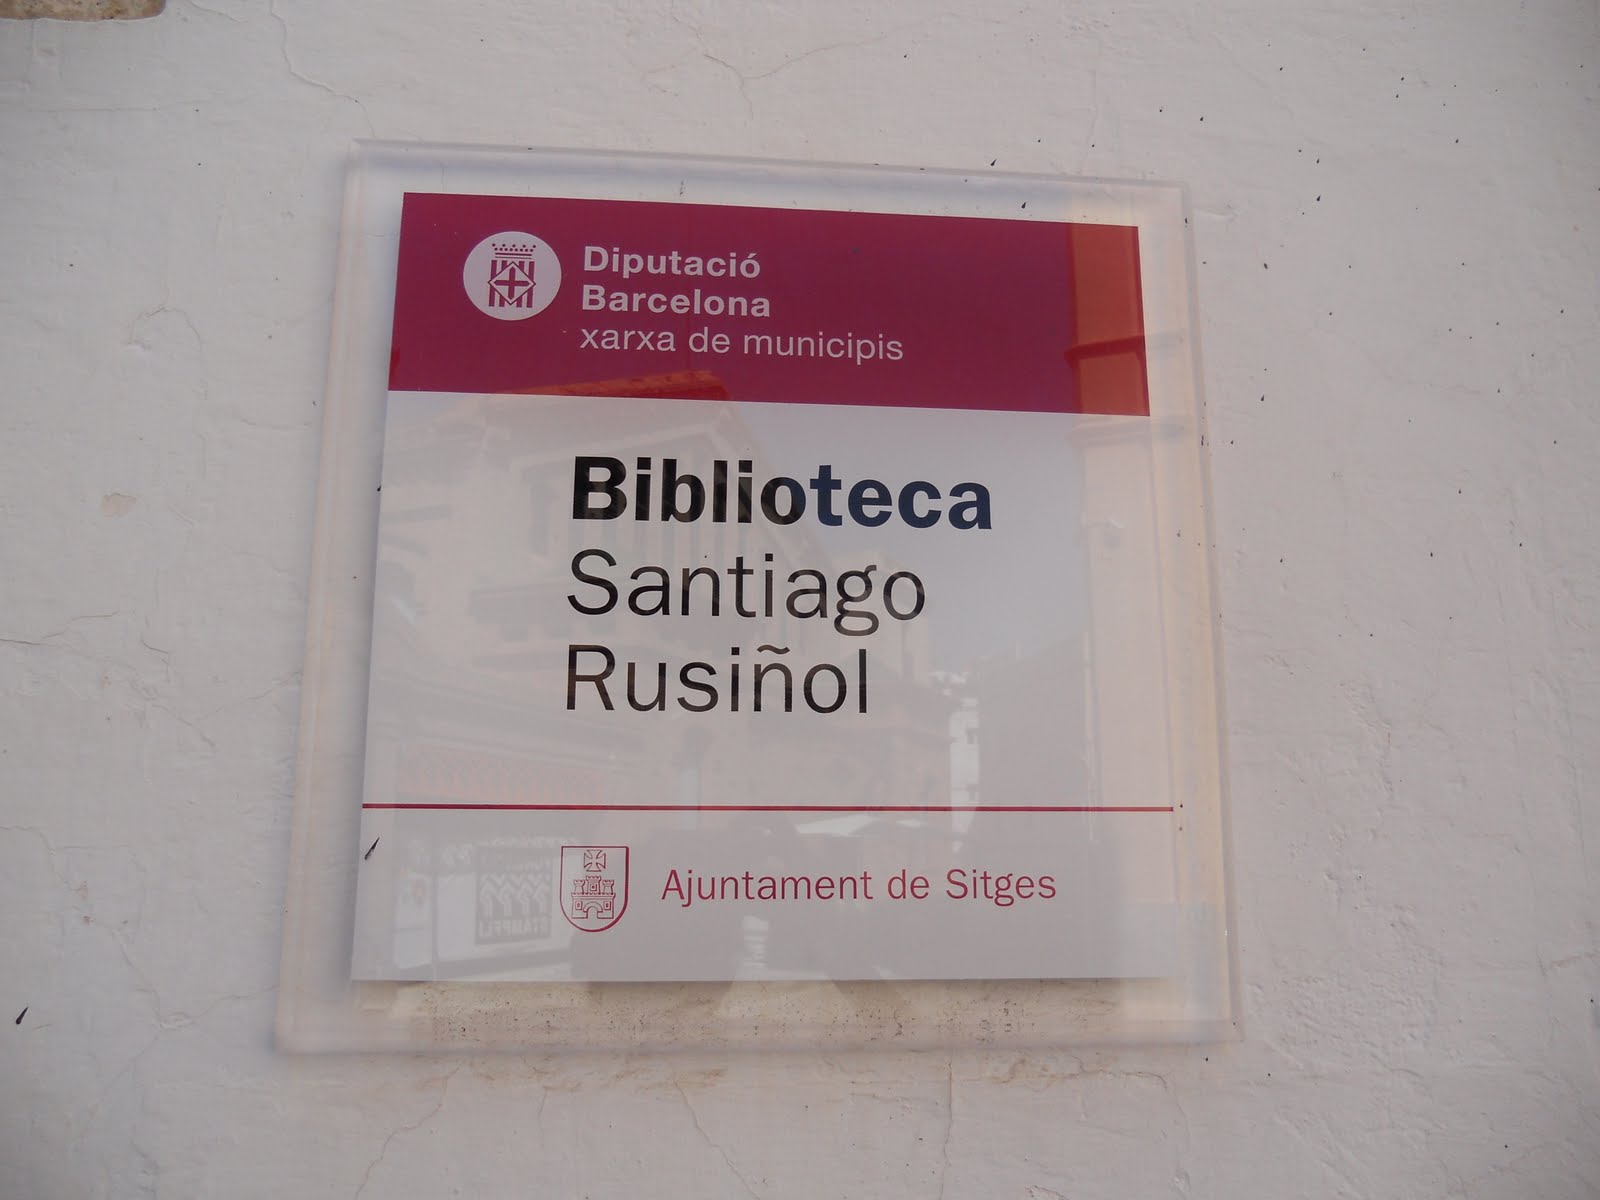 Diputació
Barcelona
xarxa de municipis
Biblioteca
Santiago
Rusiñol
Ajuntament de Sitges